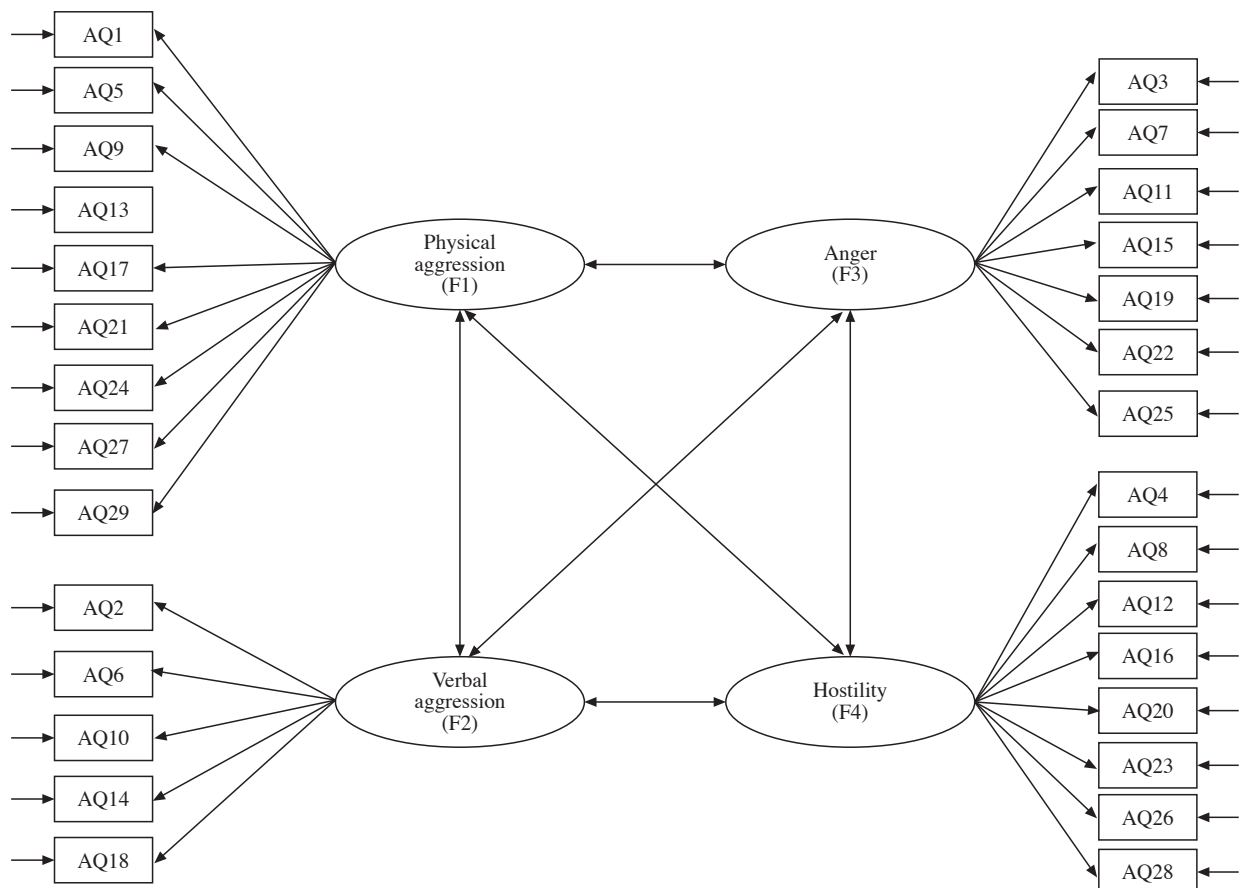 AQ1
AQ5
AQ9
AQ13
AQ17
AQ21
AQ24
AQ27
AQ29
AQ2
AQ6
AQ10
AQ14
AQ18
Physical
aggression
(F1)
Verbal
aggression
(F2)
Anger
(F3)
Hostility
(F4)
AQ3
AQ7
AQ11
AQ15
AQ19
AQ22
AQ25
AQ4
AQ8
AQ12
AQ16
AQ20
AQ23
AQ26
AQ28